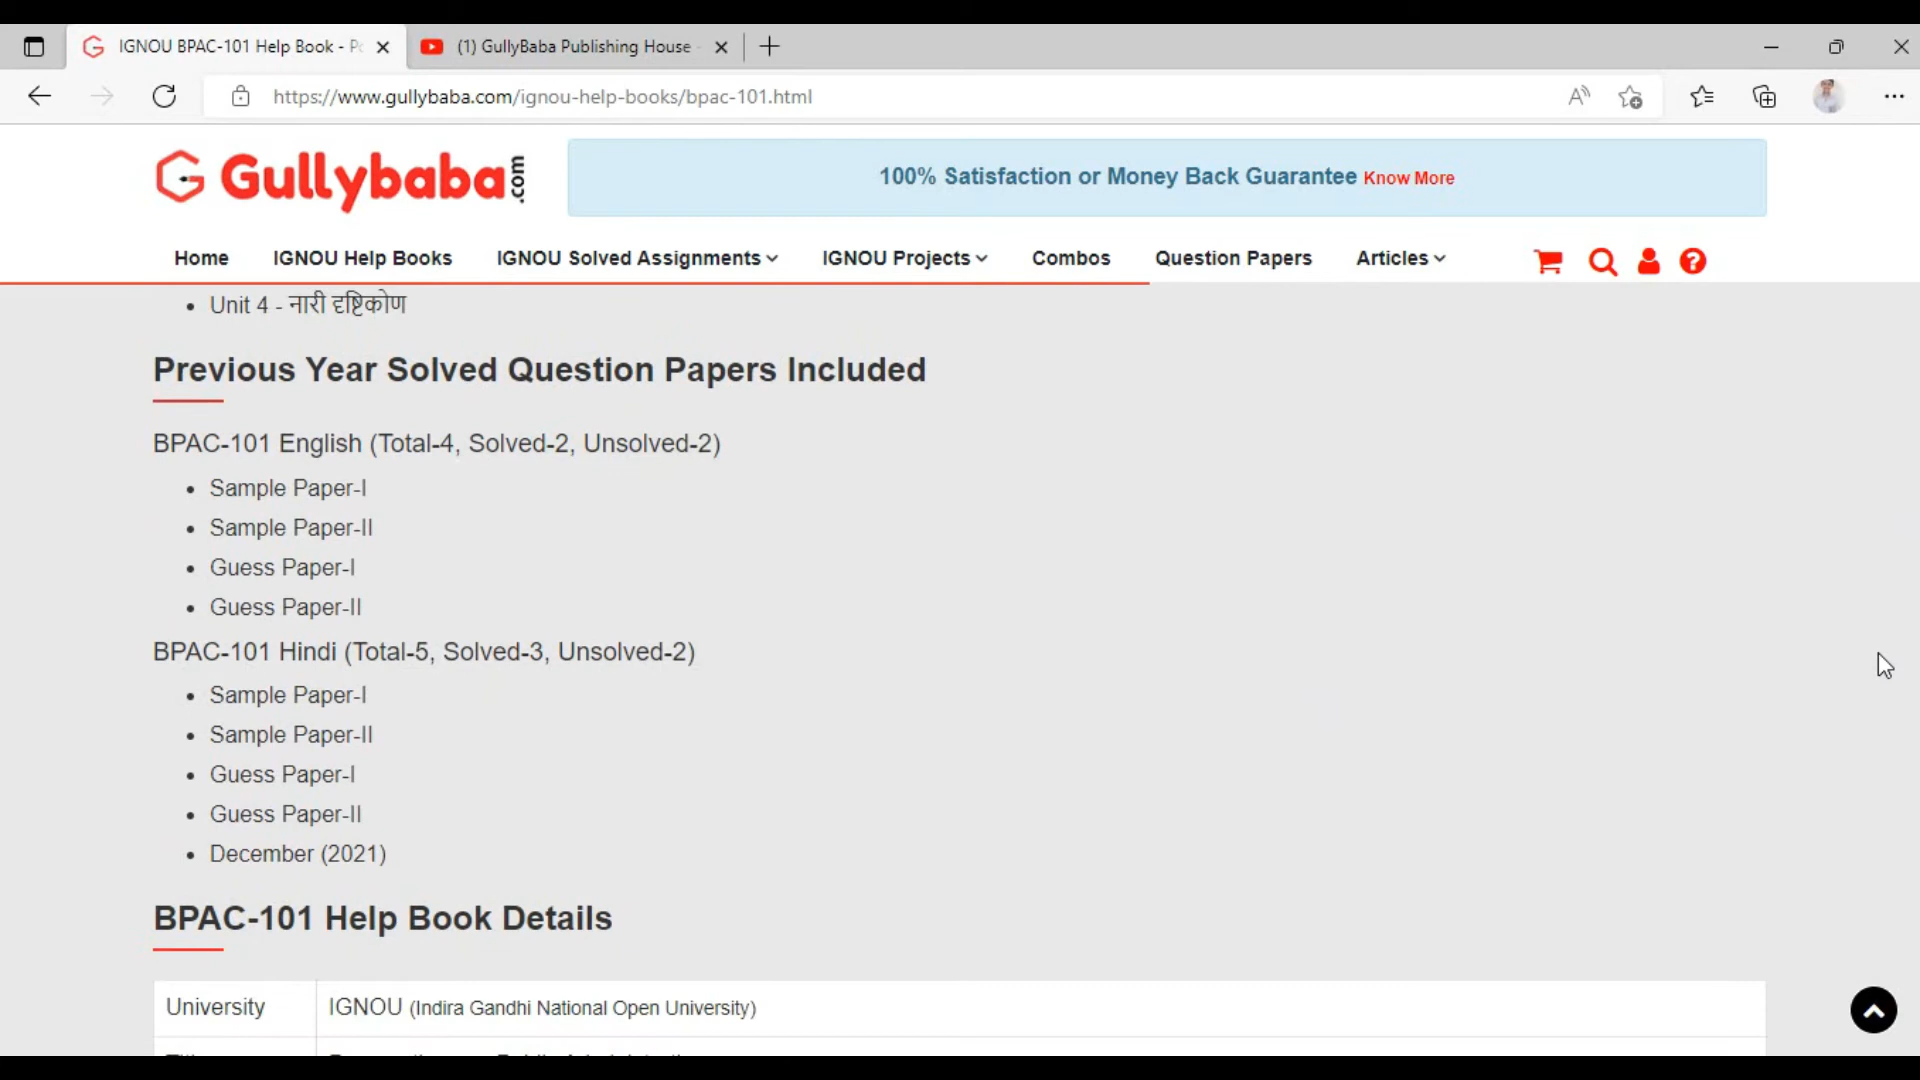 IGNOU BPAC-101 Help Book - P
(1) GullyBaba Publishing House
https://www.gullybaba.com/ignou-help-books/bpac-101.html
Gullybaba.com
100% Satisfaction or Money Back Guarantee Know More
Home IGNOU Help Books IGNOU Solved Assignments IGNOU Projects Combos Question Papers Articles
Unit 4 - नारी दृष्टिकोण
Previous Year Solved Question Papers Included
BPAC-101 English (Total-4, Solved-2, Unsolved-2)
Sample Paper-I
Sample Paper-II
Guess Paper-I
Guess Paper-II
BPAC-101 Hindi (Total-5, Solved-3, Unsolved-2)
Sample Paper-I
Sample Paper-II
Guess Paper-I
Guess Paper-II
December (2021)
BPAC-101 Help Book Details
University IGNOU (Indira Gandhi National Open University)